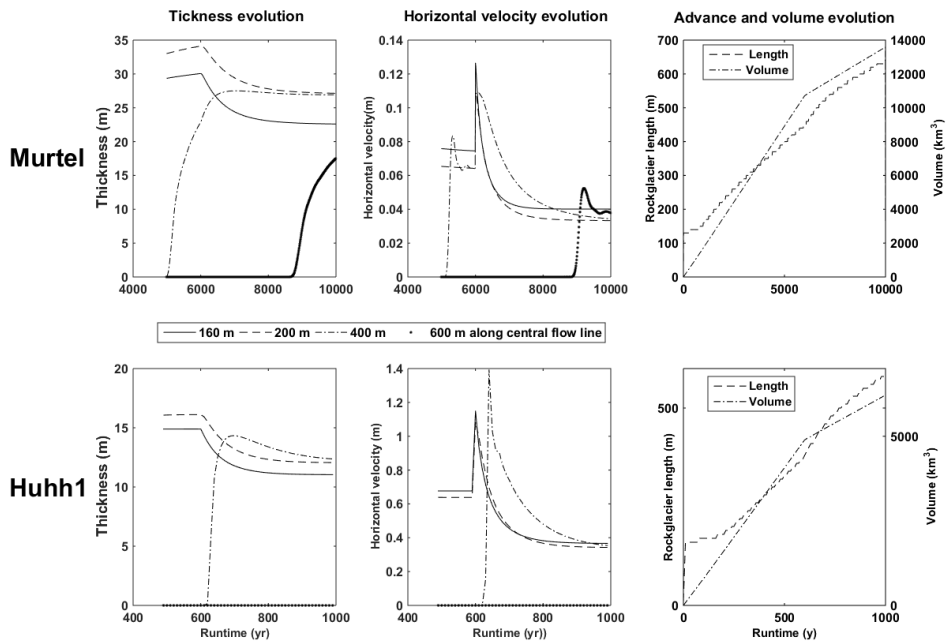 Tickness evolution
Horizontal velocity evolution
Advance and volume evolution
Murtel
Thickness (m)
35
30
25
20
15
10
5
0
4000 6000 8000 10000
Horizontal velocity(m)
0.14
0.12
0.1
0.08
0.06
0.04
0.02
0
4000 6000 8000 10000
Rockglacier length (m)
700
600
500
400
300
200
100
0
0 5000 10000
Length
Volume
14000
12000
10000
8000
6000
4000
2000
0
Volume (km³)
160 m 200 m 400 m 600 m along central flow line
Huhh1
Thickness (m)
20
15
10
5
0
400 600 800 1000
Runtime (yr)
Horizontal velocity(m)
1.4
1.2
1
0.8
0.6
0.4
0.2
0
400 600 800 1000
Runtime (yr))
Rockglacier length (m)
500
0
0 500 1000
Runtime (y)
Length
Volume
5000
0
Volume (km³)